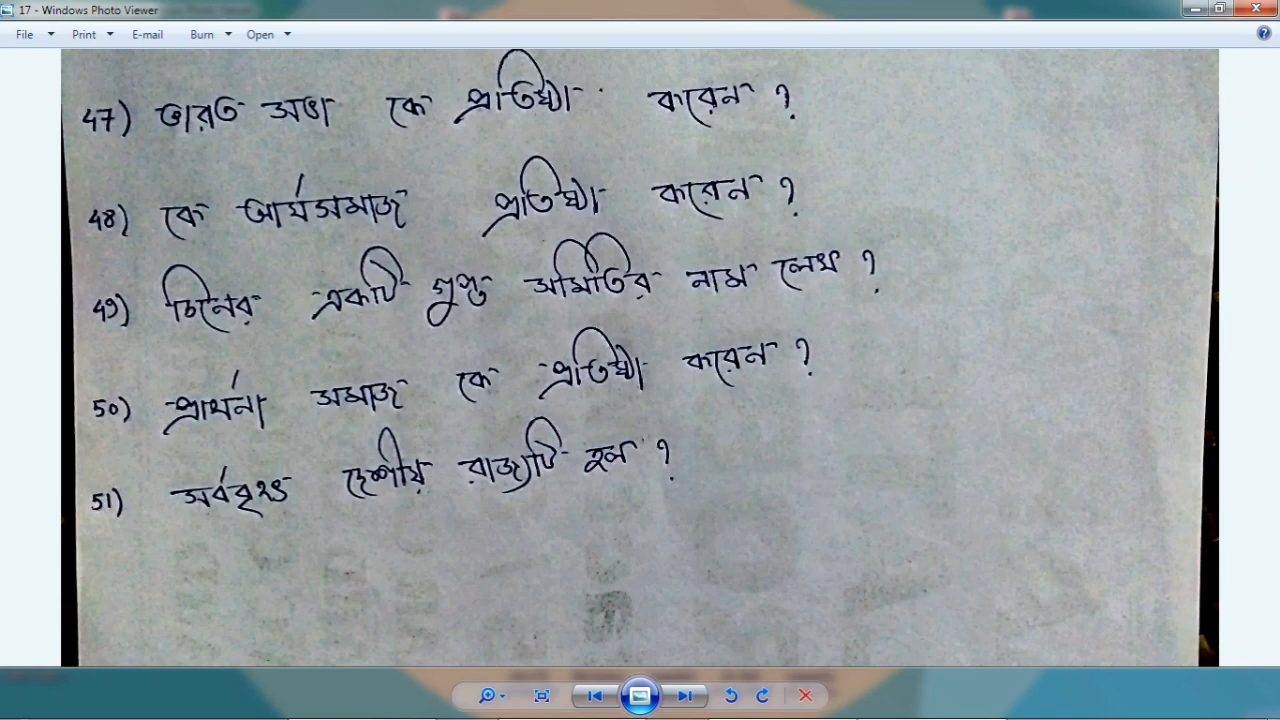 17 - Windows Photo Viewer
File Print E-mail Burn Open
47) ভারত সভা কে প্রতিষ্ঠা করেন ?
48) কে আর্যসমাজ প্রতিষ্ঠা করেন ?
49) চিনের একটি গুপ্ত সমিতির নাম লেখ ?
50) প্রার্থনা সমাজ কে প্রতিষ্ঠা করেন ?
51) সর্ববৃহৎ দেশীয় রাজ্যটি হল ?